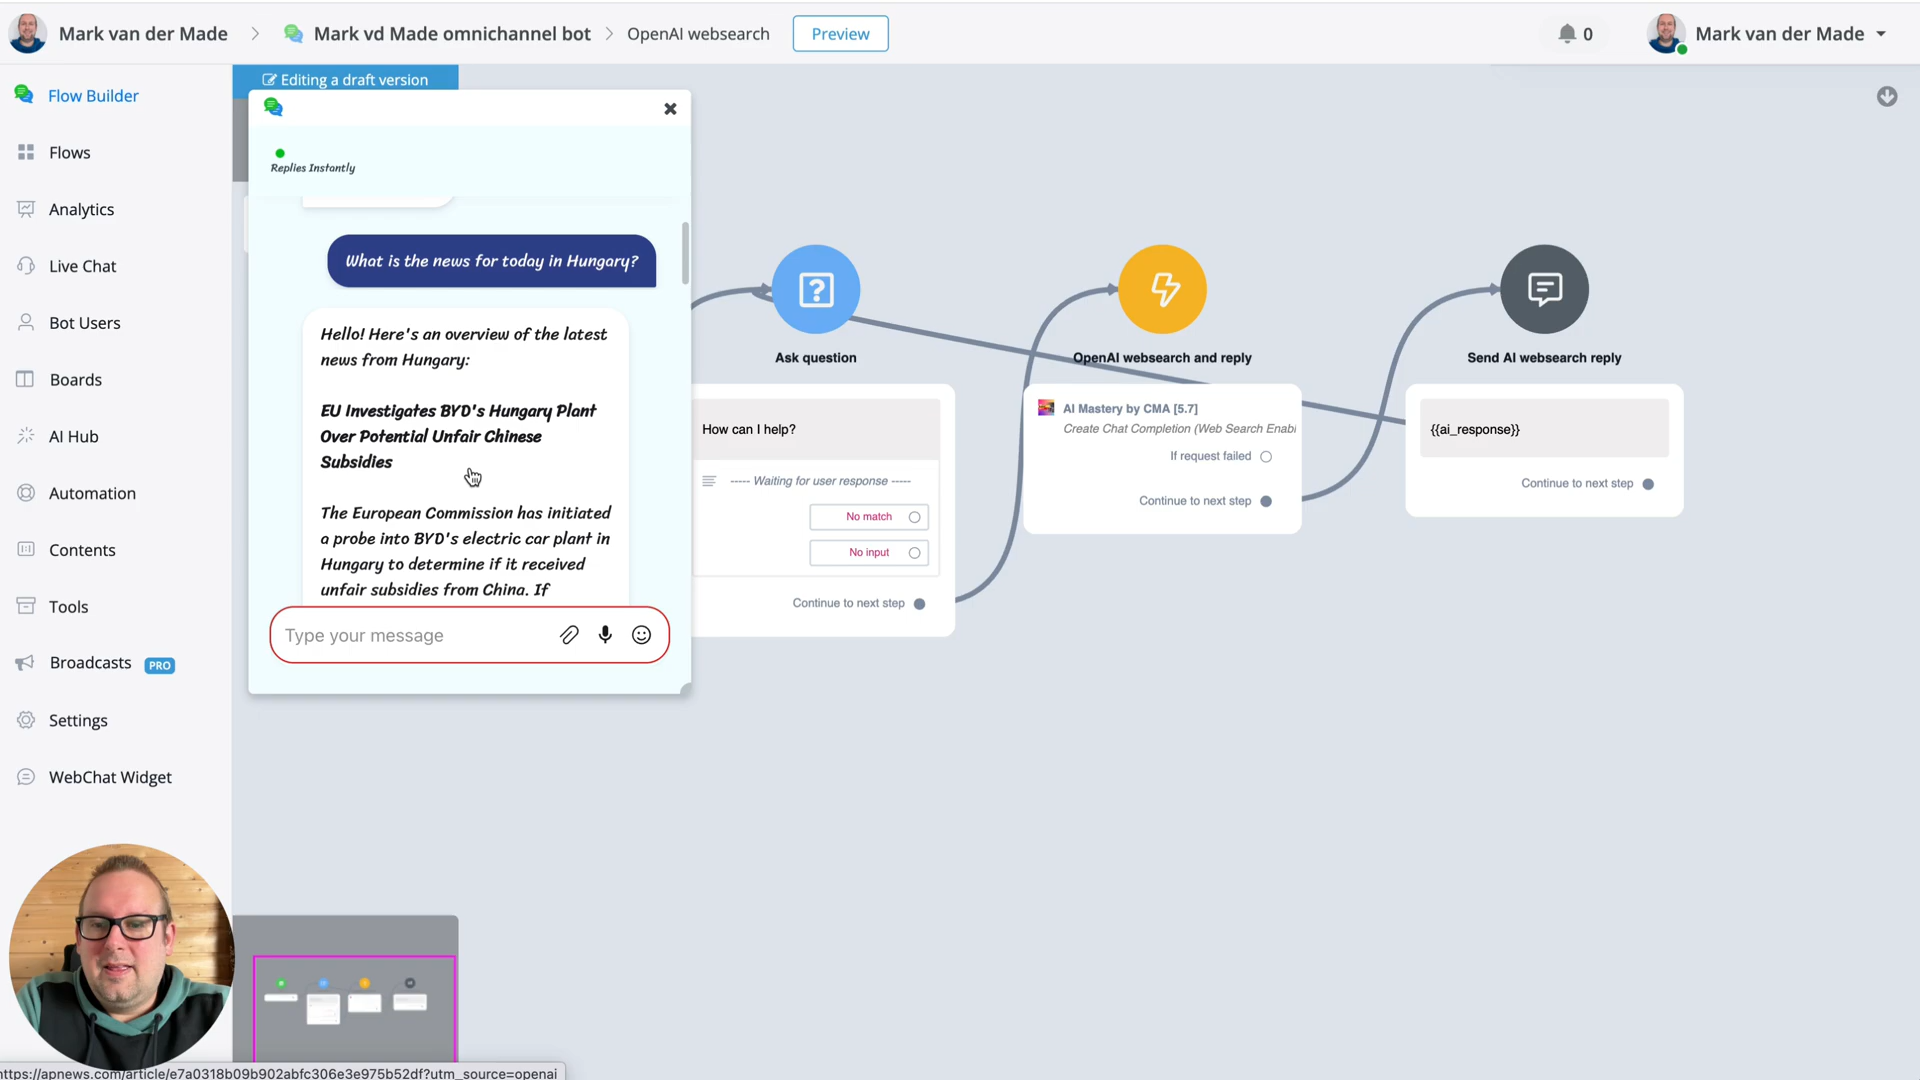 Mark van der Made
Mark vd Made omnichannel bot
OpenAI websearch
Preview
0
Mark van der Made
Flow Builder
Flows
Analytics
Live Chat
Bot Users
Boards
AI Hub
Automation
Contents
Tools
Broadcasts PRO
Settings
WebChat Widget
Editing a draft version
Replies Instantly
What is the news for today in Hungary?
Hello! Here's an overview of the latest
news from Hungary:
EU Investigates BYD's Hungary Plant
Over Potential Unfair Chinese
Subsidies
The European Commission has initiated
a probe into BYD's electric car plant in
Hungary to determine if it received
unfair subsidies from China. If
Type your message
Ask question
How can I help?
----- Waiting for user response -----
No match
No input
Continue to next step
OpenAI websearch and reply
AI Mastery by CMA [5.7]
Create Chat Completion (Web Search Enabl
If request failed
Continue to next step
Send AI websearch reply
{{ai_response}}
Continue to next step
https://apnews.com/article/e7a0318b09b902abfc306e3e975b52df?utm_source=openai